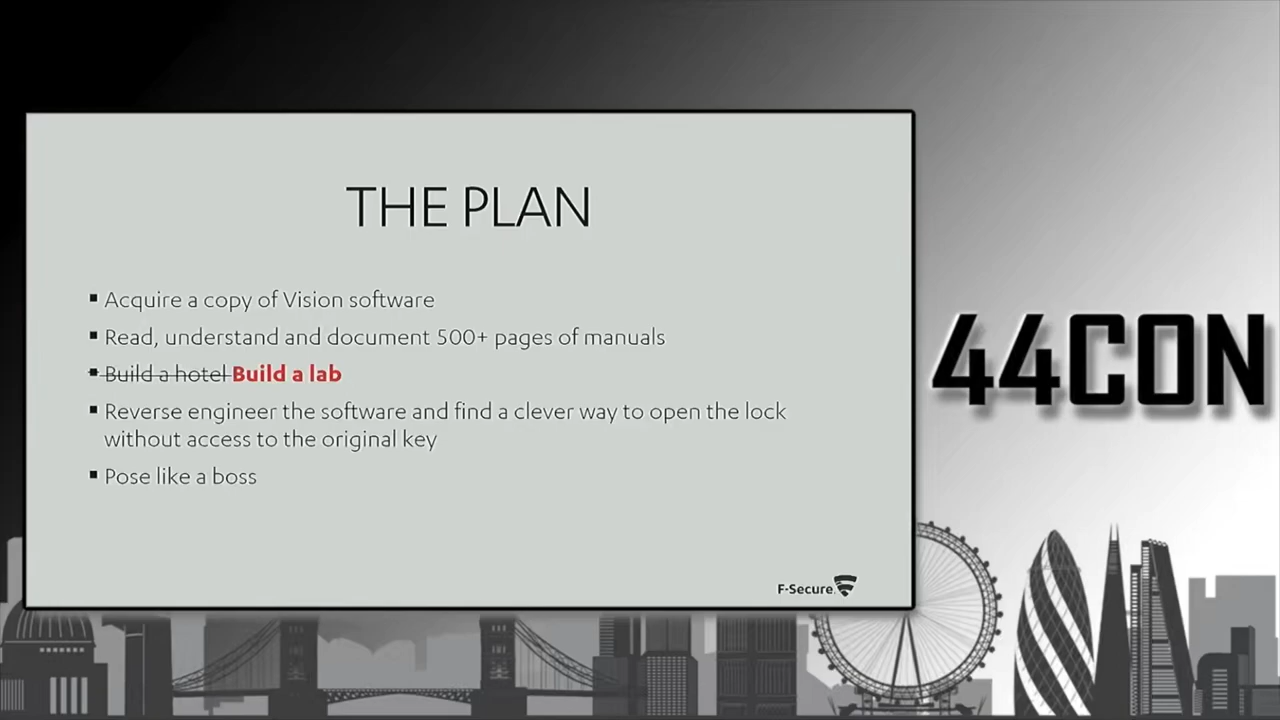 THE PLAN
Acquire a copy of Vision software
Read, understand and document 500+ pages of manuals
Build a hotel Build a lab
Reverse engineer the software and find a clever way to open the lock
without access to the original key
Pose like a boss
F-Secure
44CON